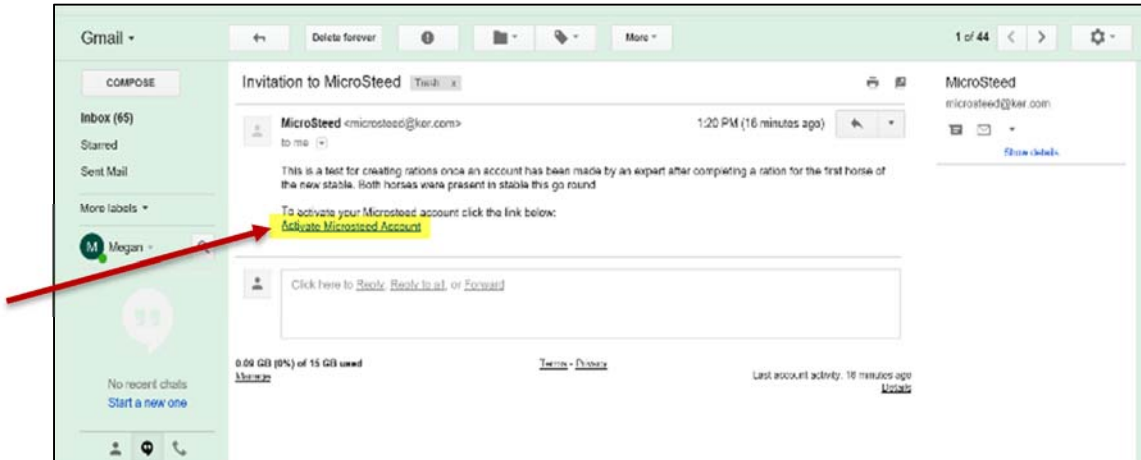 Gmail
Delete forever
More
1 of 44
COMPOSE
Inbox (65)
Starred
Sent Mail
More labels
M Megan
No recent chats
Start a new one
Invitation to MicroSteed Trash x
MicroSteed <microsteed@ker.com>
1:20 PM (16 minutes ago)
to me
This is a test for creating rations once an account has been made by an expert after completing a ration for the first horse of
the new stable. Both horses were present in stable this go round
To activate your Microsteed account click the link below:
Activate Microsteed Account
Click here to Reply, Reply to all, or Forward
0.09 GB (0%) of 15 GB used
Manage
Terms - Privacy
Last account activity: 16 minutes ago
Details
MicroSteed
microsteed@ker.com
Show details